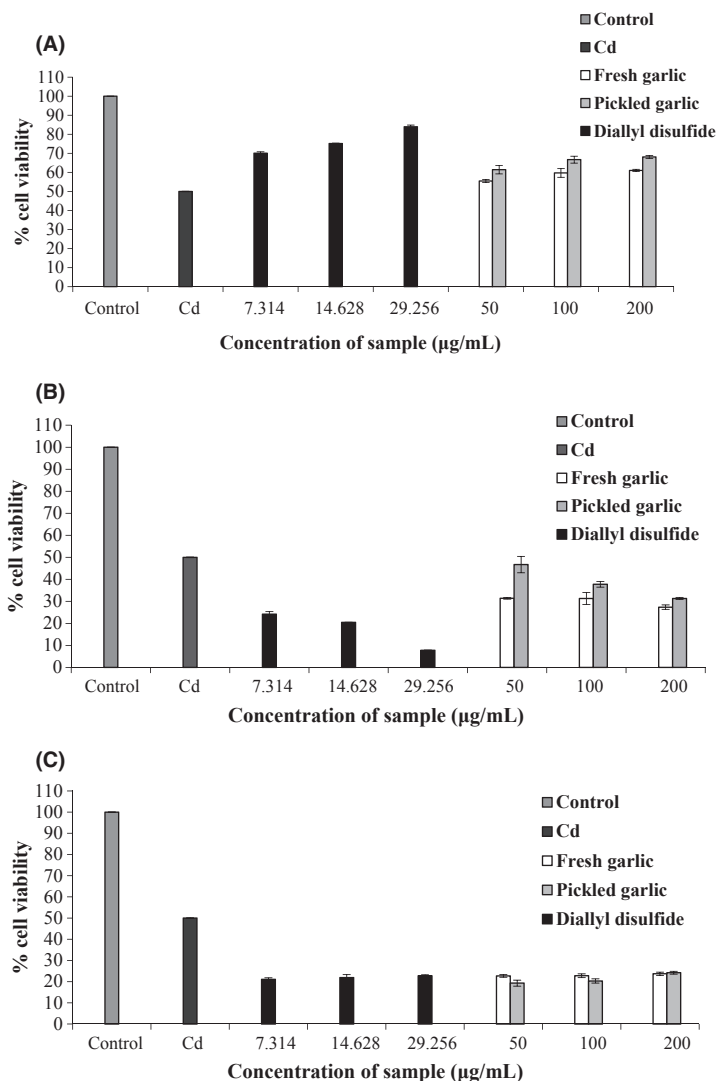 (A)
Control
Cd
Fresh garlic
Pickled garlic
Diallyl disulfide
% cell viability
110
100
90
80
70
60
50
40
30
20
10
0
Control Cd 7.314 14.628 29.256 50 100 200
Concentration of sample (µg/mL)
(B)
Control
Cd
Fresh garlic
Pickled garlic
Diallyl disulfide
% cell viability
110
100
90
80
70
60
50
40
30
20
10
0
Control Cd 7.314 14.628 29.256 50 100 200
Concentration of sample (µg/mL)
(C)
Control
Cd
Fresh garlic
Pickled garlic
Diallyl disulfide
% cell viability
110
100
90
80
70
60
50
40
30
20
10
0
Control Cd 7.314 14.628 29.256 50 100 200
Concentration of sample (µg/mL)